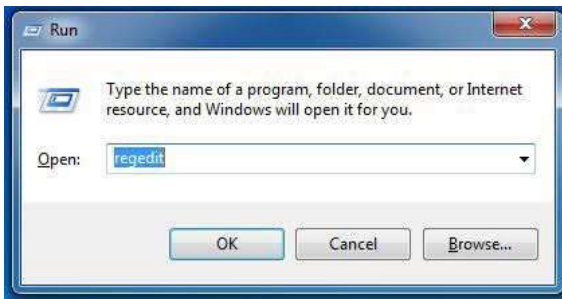 Run
Type the name of a program, folder, document, or Internet
resource, and Windows will open it for you.
Open: regedit
OK Cancel Browse...